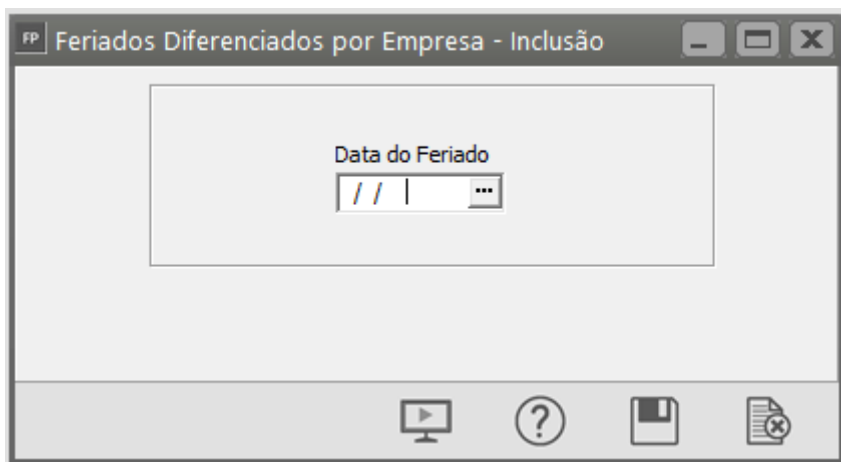 FP Feriados Diferenciados por Empresa - Inclusão
Data do Feriado
/ /
...
?